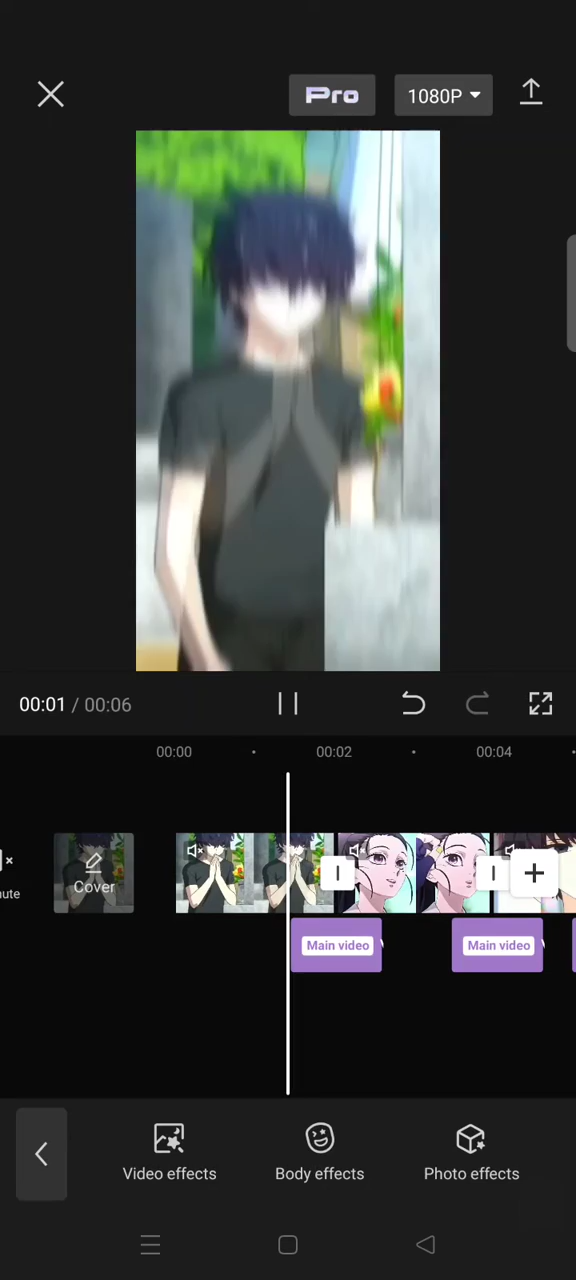 Pro
1080P
00:01 / 00:06
00:00
00:02
00:04
ute
Cover
Main video
Main video
Video effects
Body effects
Photo effects